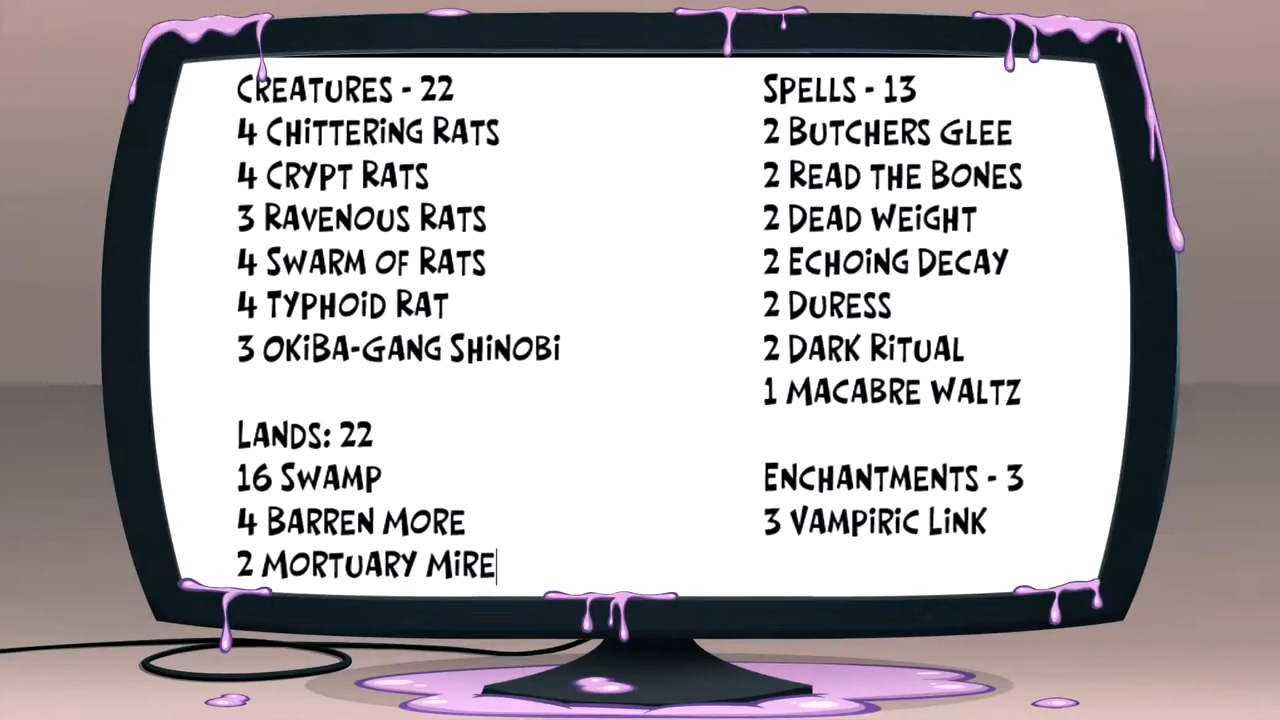 CREATURES - 22
4 CHITTERING RATS
4 CRYPT RATS
3 RAVENOUS RATS
4 SWARM OF RATS
4 TYPHOID RAT
3 OKIBA-GANG SHINOBI
LANDS: 22
16 SWAMP
4 BARREN MORE
2 MORTUARY MIRE
SPELLS - 13
2 BUTCHERS GLEE
2 READ THE BONES
2 DEAD WEIGHT
2 ECHOING DECAY
2 DURESS
2 DARK RITUAL
1 MACABRE WALTZ
ENCHANTMENTS - 3
3 VAMPIRIC LINK